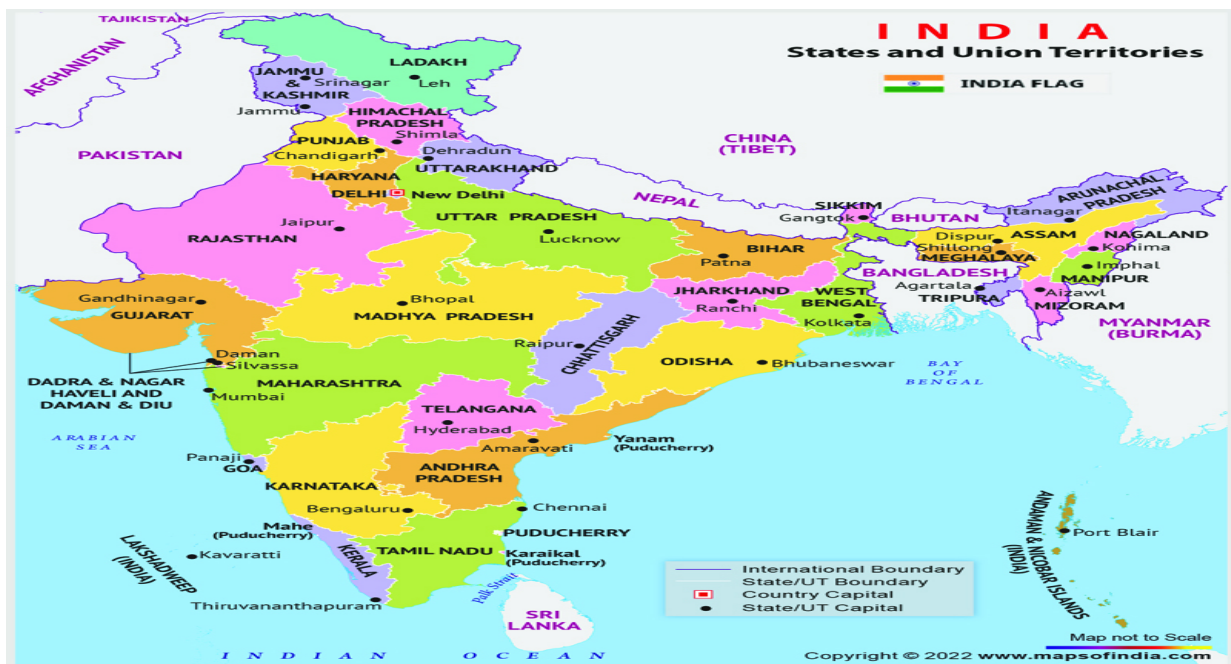 TAJIKISTAN
AFGHANISTAN
INDIA
States and Union Territories
INDIA FLAG
LADAKH
Leh
JAMMU
&
KASHMIR
Srinagar
Jammu
HIMACHAL
PRADESH
Shimla
PUNJAB
Chandigarh
Dehradun
UTTARAKHAND
CHINA
(TIBET)
PAKISTAN
HARYANA
DELHI
New Delhi
NEPAL
UTTAR PRADESH
Lucknow
Jaipur
RAJASTHAN
SIKKIM
Gangtok
BHUTAN
ARUNACHAL
PRADESH
Itanagar
Dispur
ASSAM
Shillong
MEGHALAYA
NAGALAND
Kohima
Imphal
MANIPUR
BIHAR
Patna
BANGLADESH
Agartala
TRIPURA
Aizawl
MIZORAM
MYANMAR
(BURMA)
Gandhinagar
GUJARAT
Bhopal
MADHYA PRADESH
JHARKHAND
Ranchi
WEST
BENGAL
Kolkata
Raipur
CHHATTISGARH
ODISHA
Bhubaneswar
Daman
Silvassa
DADRA & NAGAR
HAVELI AND
DAMAN & DIU
MAHARASHTRA
Mumbai
BAY
OF
BENGAL
ARABIAN
SEA
TELANGANA
Hyderabad
Amaravati
Yanam
(Puducherry)
Panaji
GOA
ANDHRA
PRADESH
KARNATAKA
Bengaluru
Chennai
Mahe
(Puducherry)
PUDUCHERRY
TAMIL NADU
Karaikal
(Puducherry)
KERALA
LAKSHADWEEP
(INDIA)
Kavaratti
Thiruvananthapuram
Palk Strait
SRI
LANKA
ANDAMAN & NICOBAR ISLANDS
(INDIA)
Port Blair
International Boundary
State/UT Boundary
Country Capital
State/UT Capital
INDIAN OCEAN
Map not to Scale
Copyright © 2022 www.mapsofindia.com